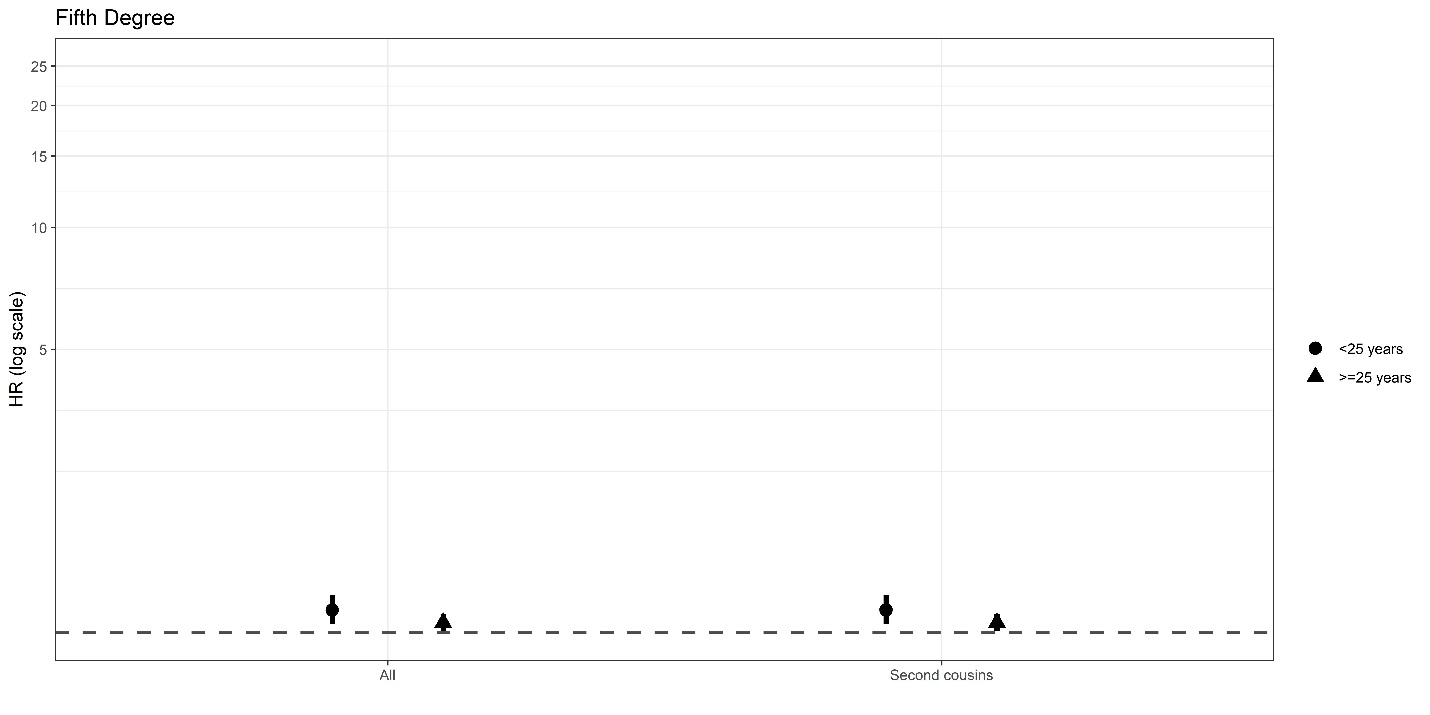 Fifth Degree
25
20
15
10
5
HR (log scale)
All
Second cousins
<25 years
>=25 years